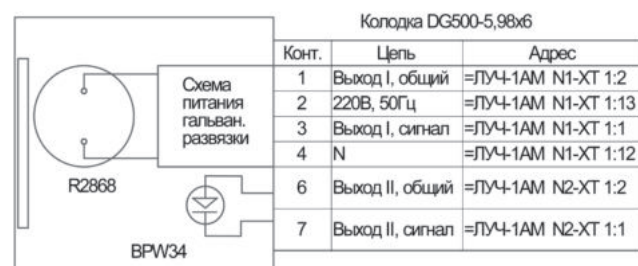 Колодка DG500-5,98x6
Конт. Цепь Адрес
1 Выход I, общий =ЛУЧ-1АМ N1-XT 1:2
2 220В, 50Гц =ЛУЧ-1АМ N1-XT 1:13
3 Выход I, сигнал =ЛУЧ-1АМ N1-XT 1:1
4 N =ЛУЧ-1АМ N1-XT 1:12
6 Выход II, общий =ЛУЧ-1АМ N2-XT 1:2
7 Выход II, сигнал =ЛУЧ-1АМ N2-XT 1:1
Схема
питания
гальван.
развязки
R2868
BPW34